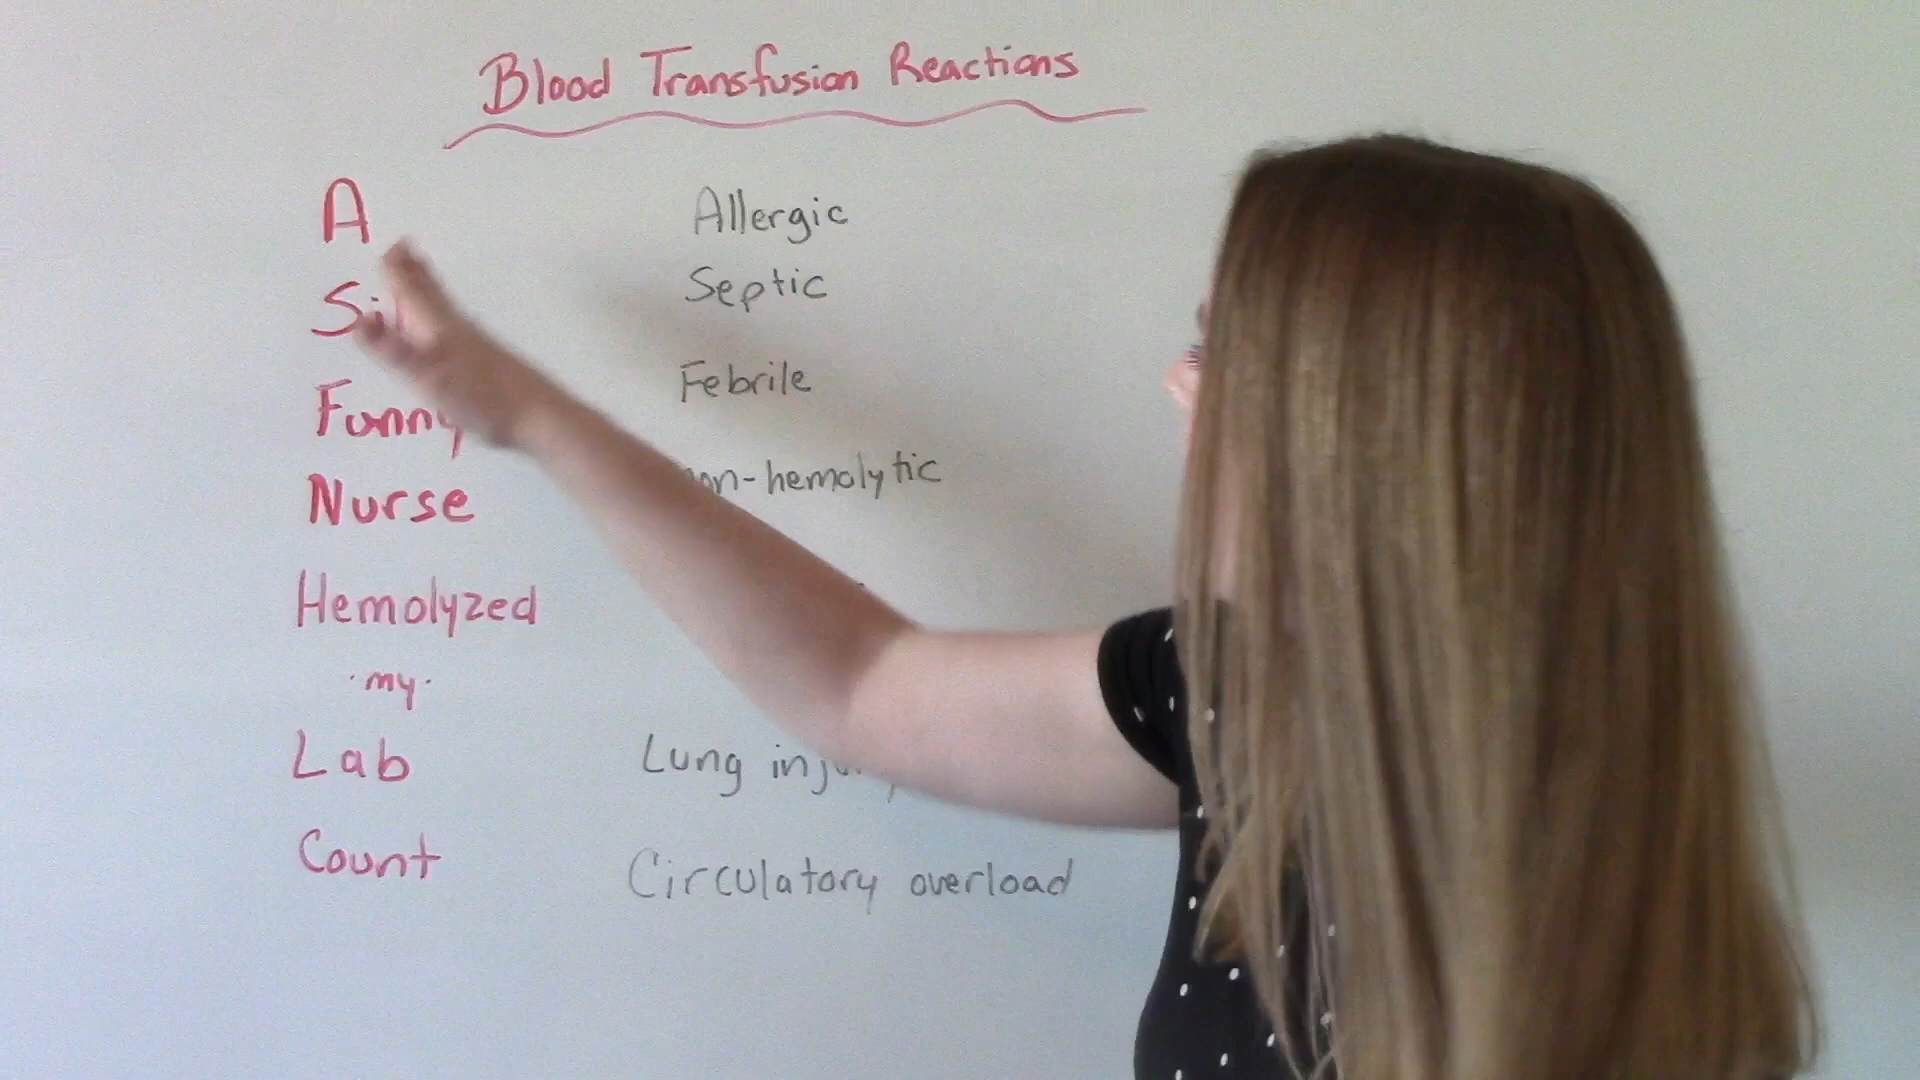 Blood Transfusion Reactions
A Allergic
Septic
Funny Febrile
Nurse non-hemolytic
Hemolyzed
my
Lab Lung
Count Circulatory overload